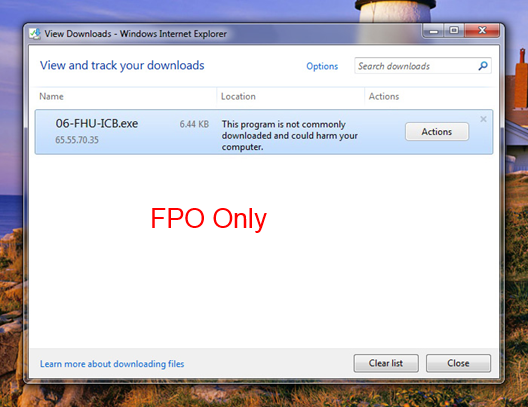 View Downloads - Windows Internet Explorer
View and track your downloads
Options
Search downloads
Name
Location
Actions
06-FHU-ICB.exe
6.44 KB
65.55.70.35
This program is not commonly
downloaded and could harm your
computer.
Actions
FPO Only
Learn more about downloading files
Clear list
Close